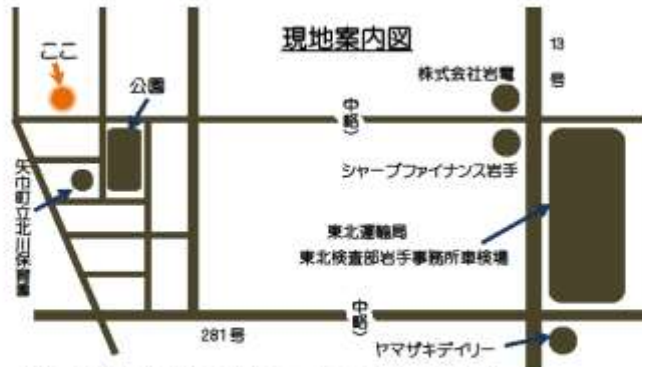 現地案内図
ここ
公園
13
号
株式会社岩電
中略
シャープファイナンス岩手
矢巾町立北川保育園
東北運輸局
東北検査部岩手事務所車検場
中略
281号
ヤマザキデイリー